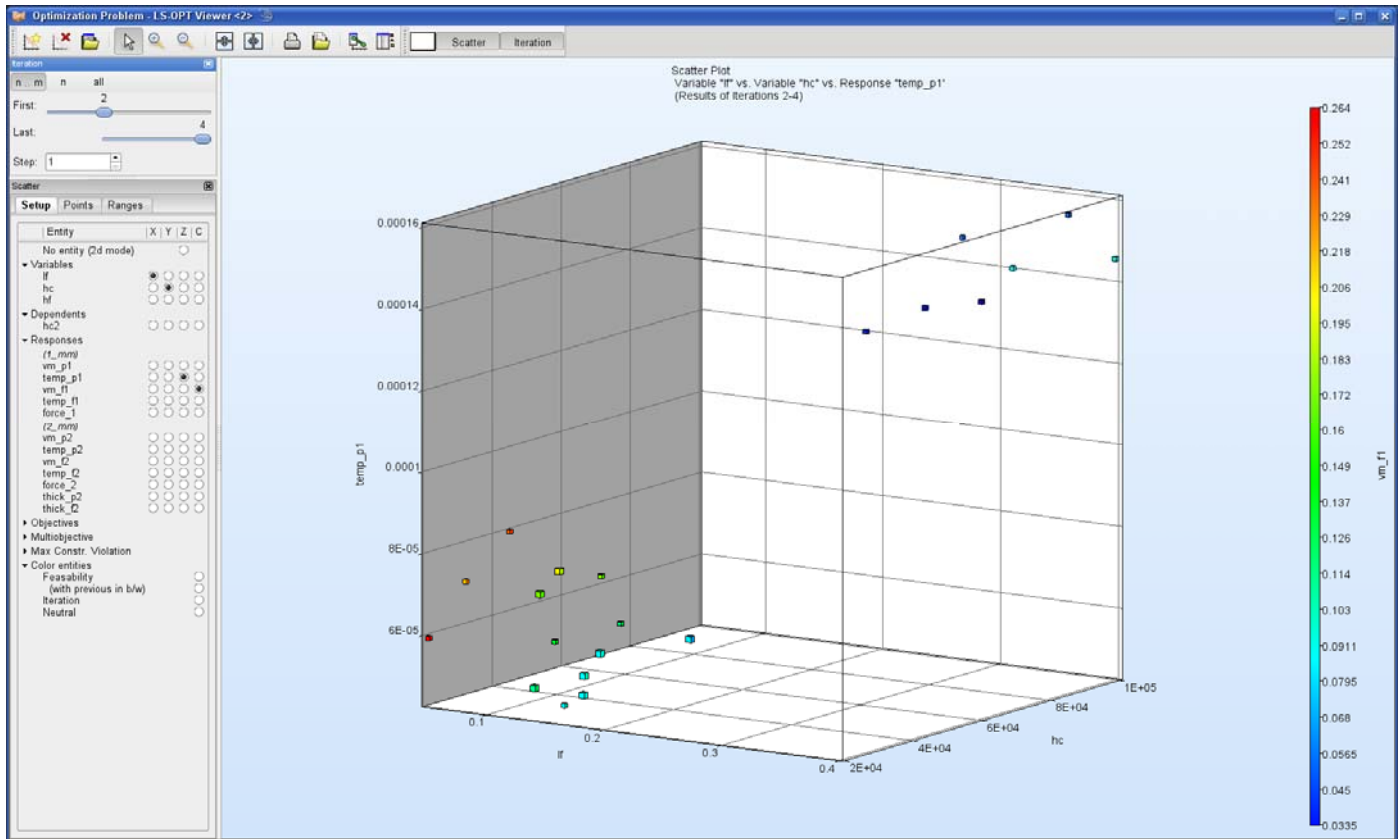 Optimization Problem - LS-OPT Viewer <2>
Scatter Iteration
Iteration
n .. m n all
First: 2
Last: 4
Step: 1
Scatter
Setup Points Ranges
Entity X Y Z C
No entity (2d mode)
Variables
lf
hc
hf
Dependents
hc2
Responses
(1_mm)
vm_p1
temp_p1
vm_f1
temp_f1
force_1
(2_mm)
vm_p2
temp_p2
vm_f2
temp_f2
force_2
thick_p2
thick_f2
Objectives
Multiobjective
Max Constr. Violation
Color entities
Feasability
(with previous in b/w)
Iteration
Neutral
Scatter Plot
Variable "lf" vs. Variable "hc" vs. Response "temp_p1'
(Results of Iterations 2-4)
0.00016
0.00014
0.00012
0.0001
8E-05
6E-05
temp_p1
0.1
0.2
0.3
0.4
lf
2E+04
4E+04
6E+04
8E+04
1E+05
hc
0.264
0.252
0.241
0.229
0.218
0.206
0.195
0.183
0.172
0.16
0.149
0.137
0.126
0.114
0.103
0.0911
0.0795
0.068
0.0565
0.045
0.0335
vm_f1